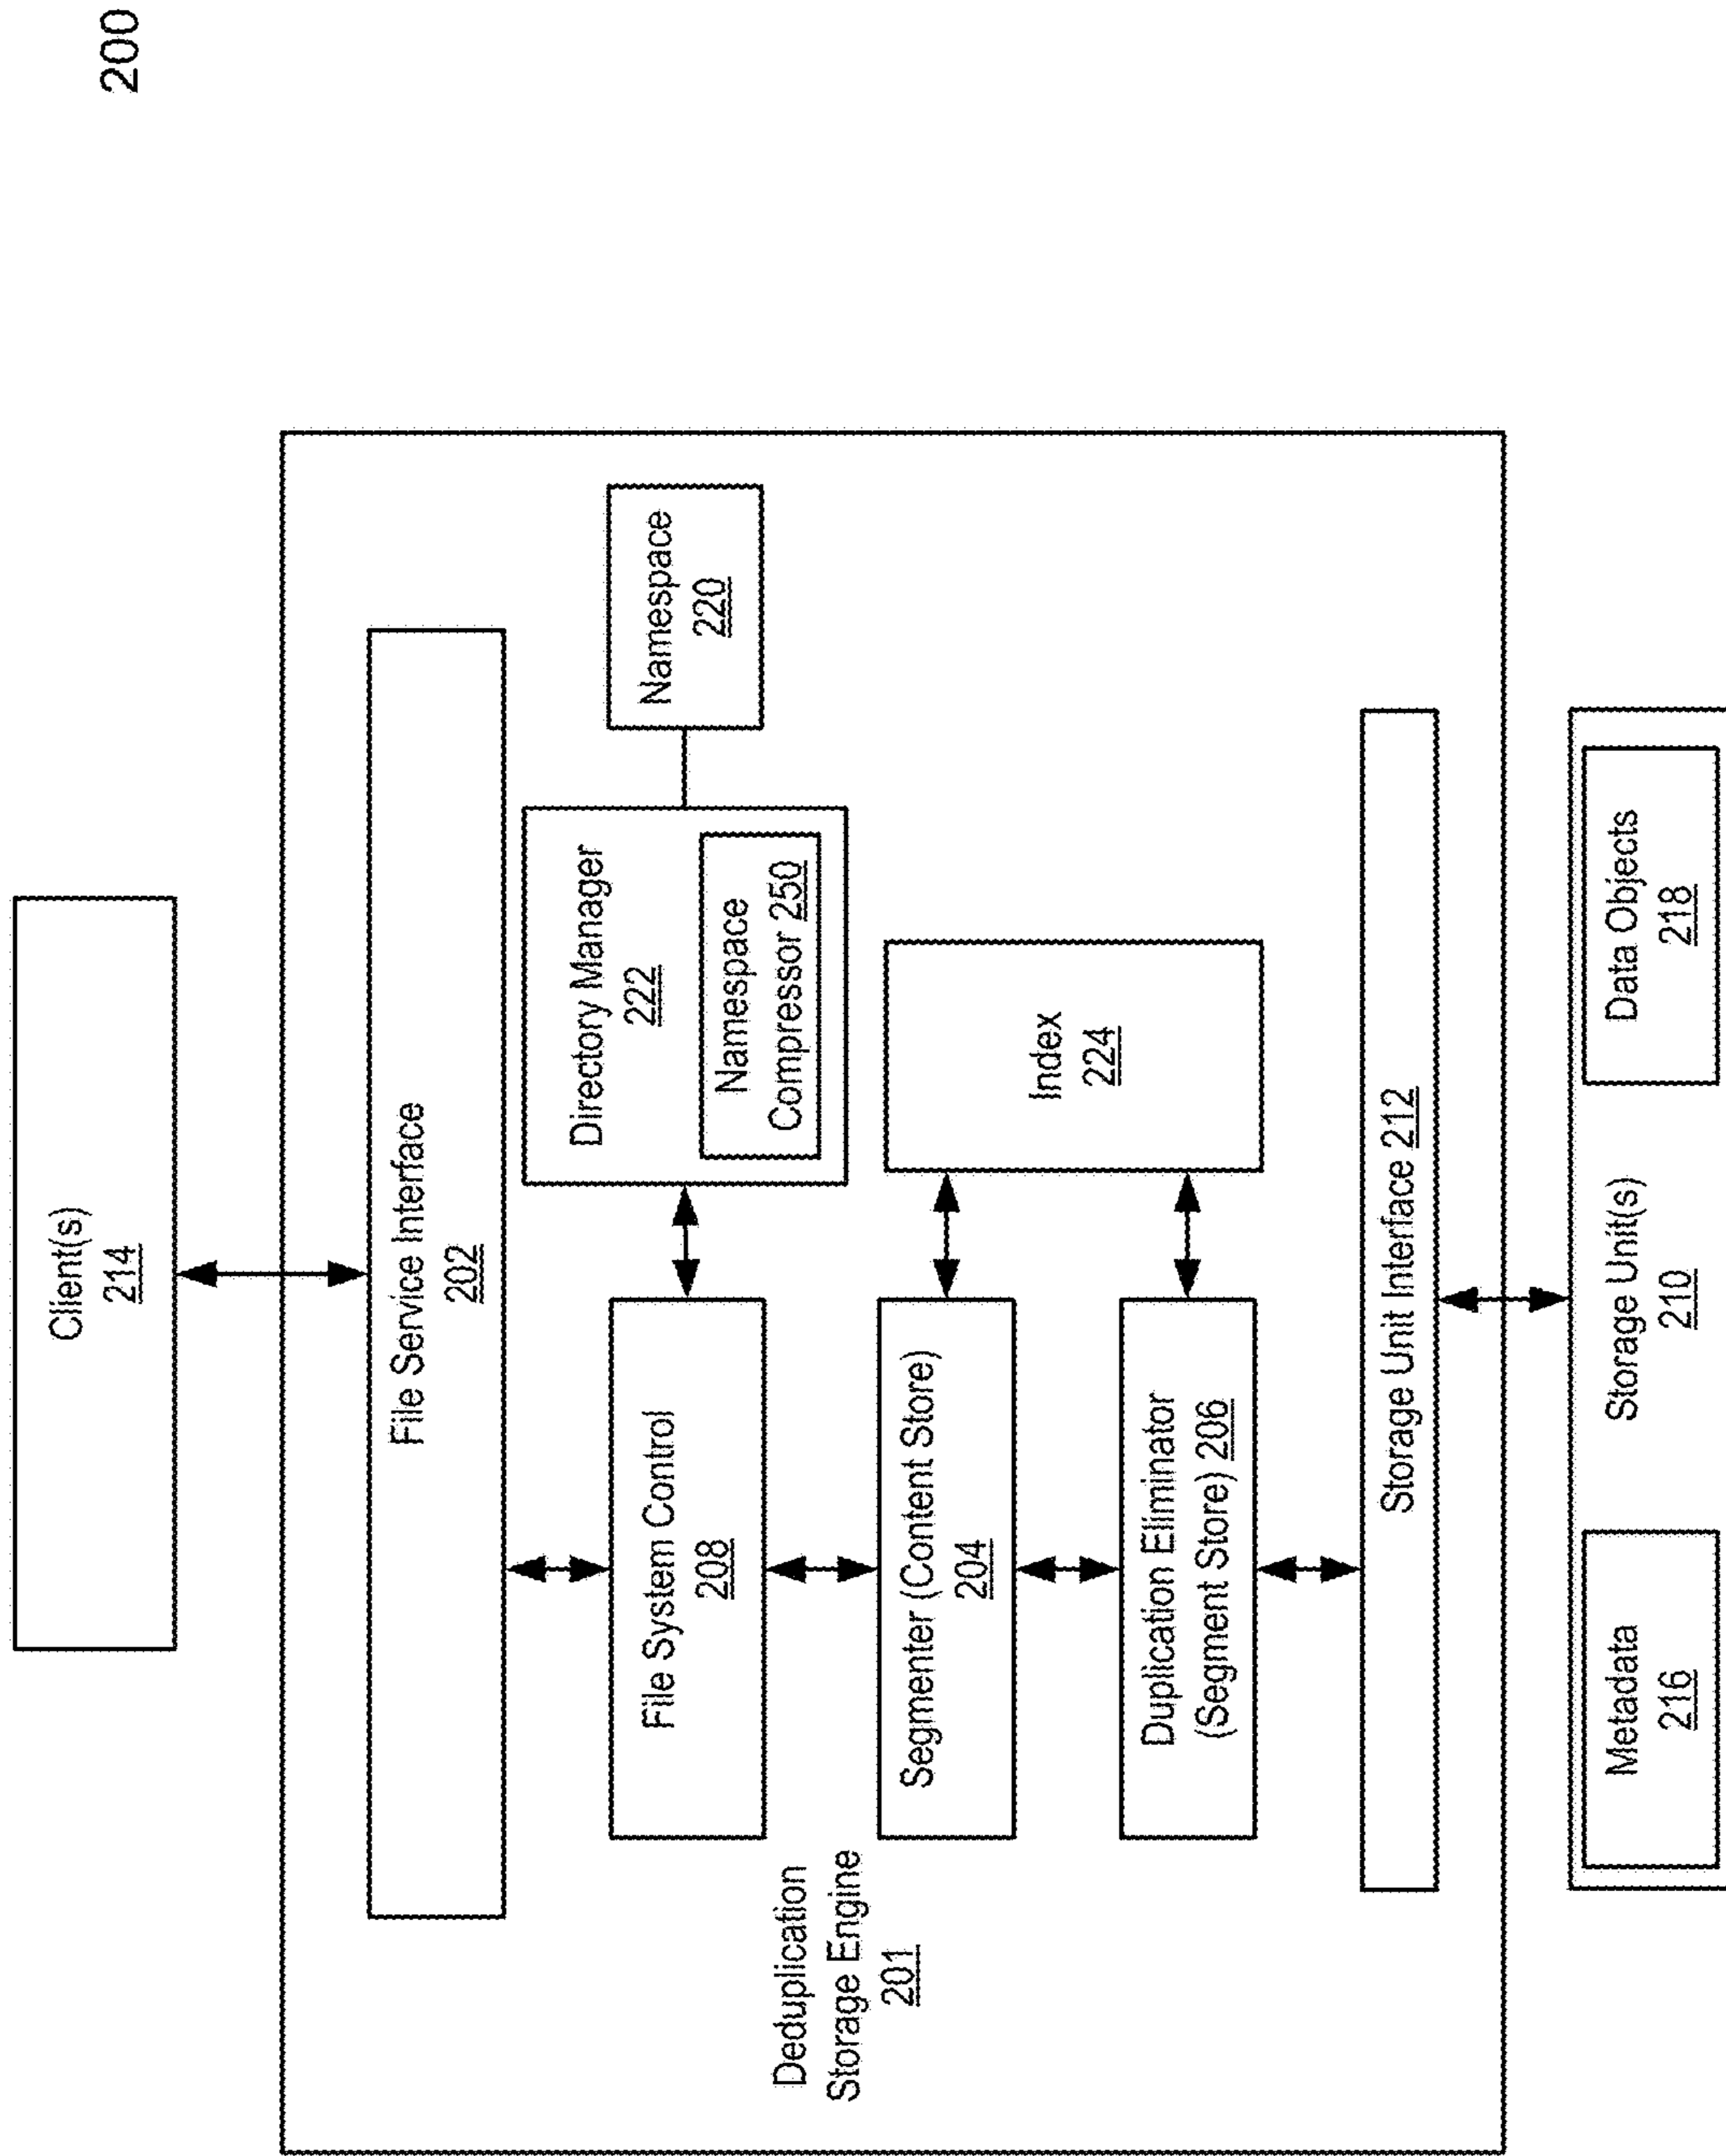 200
Client(s)
214
File Service Interface
202
Deduplication
Storage Engine
201
File System Control
208
Directory Manager
222
Namespace
Compressor 250
Namespace
220
Segmenter (Content Store)
204
Index
224
Duplication Eliminator
(Segment Store) 206
Storage Unit Interface 212
Metadata
216
Storage Unit(s)
210
Data Objects
218